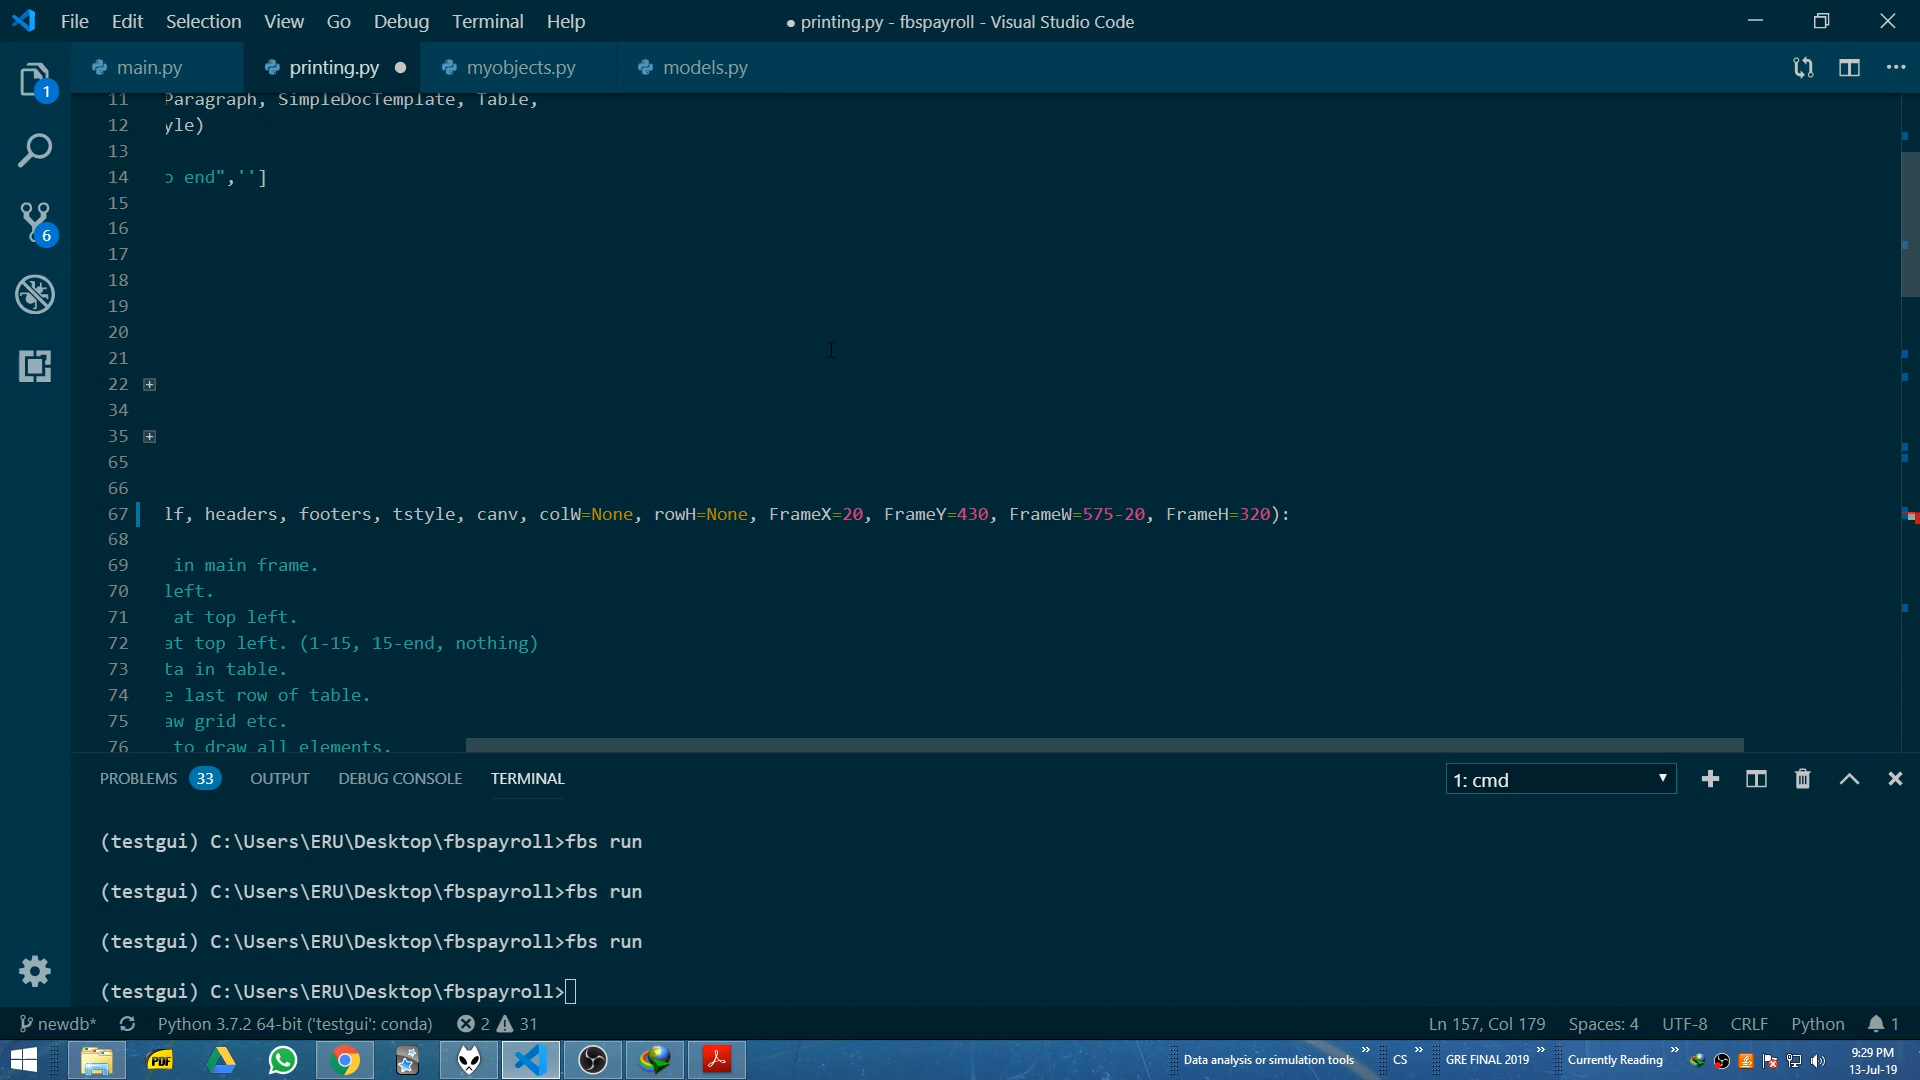 File Edit Selection View Go Debug Terminal Help
● printing.py - fbspayroll - Visual Studio Code
main.py printing.py ● myobjects.py models.py
1
6
11 Paragraph, SimpleDocTemplate, Table,
12 yle)
13
14 o end",'']
15
16
17
18
19
20
21
22
34
35
65
66
67 lf, headers, footers, tstyle, canv, colW=None, rowH=None, FrameX=20, FrameY=430, FrameW=575-20, FrameH=320):
68
69 in main frame.
70 left.
71 at top left.
72 at top left. (1-15, 15-end, nothing)
73 ta in table.
74 e last row of table.
75 aw grid etc.
76 to draw all elements.
PROBLEMS 33 OUTPUT DEBUG CONSOLE TERMINAL 1: cmd
(testgui) C:\Users\ERU\Desktop\fbspayroll>fbs run
(testgui) C:\Users\ERU\Desktop\fbspayroll>fbs run
(testgui) C:\Users\ERU\Desktop\fbspayroll>fbs run
(testgui) C:\Users\ERU\Desktop\fbspayroll>
newdb* Python 3.7.2 64-bit ('testgui': conda) 2 31 Ln 157, Col 179 Spaces: 4 UTF-8 CRLF Python 1
PDF
Data analysis or simulation tools » CS » GRE FINAL 2019 » Currently Reading »
9:29 PM
13-Jul-19